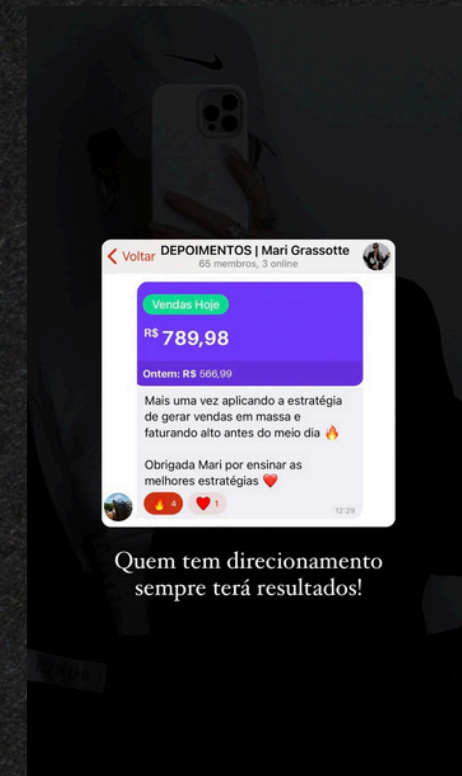 Voltar
DEPOIMENTOS | Mari Grassotte
65 membros, 3 online
Vendas Hoje
R$ 789,98
Ontem: R$ 566,99
Mais uma vez aplicando a estratégia
de gerar vendas em massa e
faturando alto antes do meio dia 🔥
Obrigada Mari por ensinar as
melhores estratégias ❤️
🔥 4 ❤️ 1
12:29
Quem tem direcionamento
sempre terá resultados!